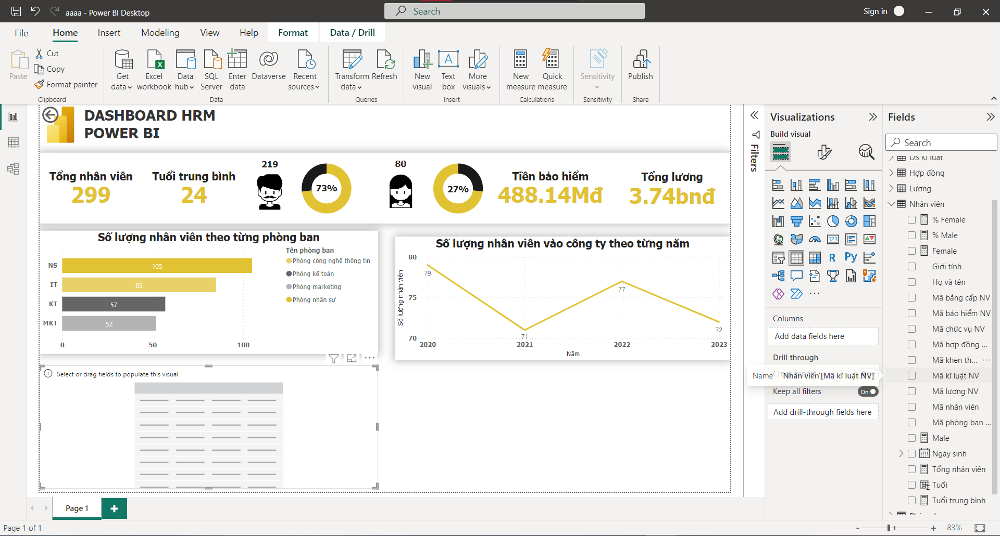 aaaa - Power BI Desktop
Search
Sign in
File
Home
Insert
Modeling
View
Help
Format
Data / Drill
Paste
Cut
Copy
Format painter
Clipboard
Get data
Excel workbook
Data hub
SQL Server
Enter data
Dataverse
Recent sources
Data
Transform data
Refresh
Queries
New visual
Text box
More visuals
Insert
New measure
Quick measure
Calculations
Sensitivity
Sensitivity
Publish
Share
DASHBOARD HRM
POWER BI
Tổng nhân viên
299
Tuổi trung bình
24
219
73%
80
27%
Tiền bảo hiểm
488.14Mđ
Tổng lương
3.74bnđ
Số lượng nhân viên theo từng phòng ban
NS
105
IT
85
KT
57
MKT
52
0
50
100
Tên phòng ban
Phòng công nghệ thông tin
Phòng kế toán
Phòng marketing
Phòng nhân sự
Số lượng nhân viên vào công ty theo từng năm
Số lượng nhân viên
80
75
70
79
71
77
72
2020
2021
2022
2023
Năm
Select or drag fields to populate this visual
Page 1
Page 1 of 1
83%
Filters
Visualizations
Build visual
123
R
Py
Columns
Add data fields here
Drill through
Name 'Nhân viên'[Mã kĩ luật NV]
Keep all filters
On
Add drill-through fields here
Fields
Search
DS Kĩ luật
Hợp đồng
Lương
Nhân viên
% Female
% Male
Female
Giới tính
Họ và tên
Mã bằng cấp NV
Mã bảo hiểm NV
Mã chức vụ NV
Mã hợp đồng ...
Mã khen th...
Mã kĩ luật NV
Mã lương NV
Mã nhân viên
Mã phòng ban ...
Male
Ngày sinh
Tổng nhân viên
Tuổi
Tuổi trung bình